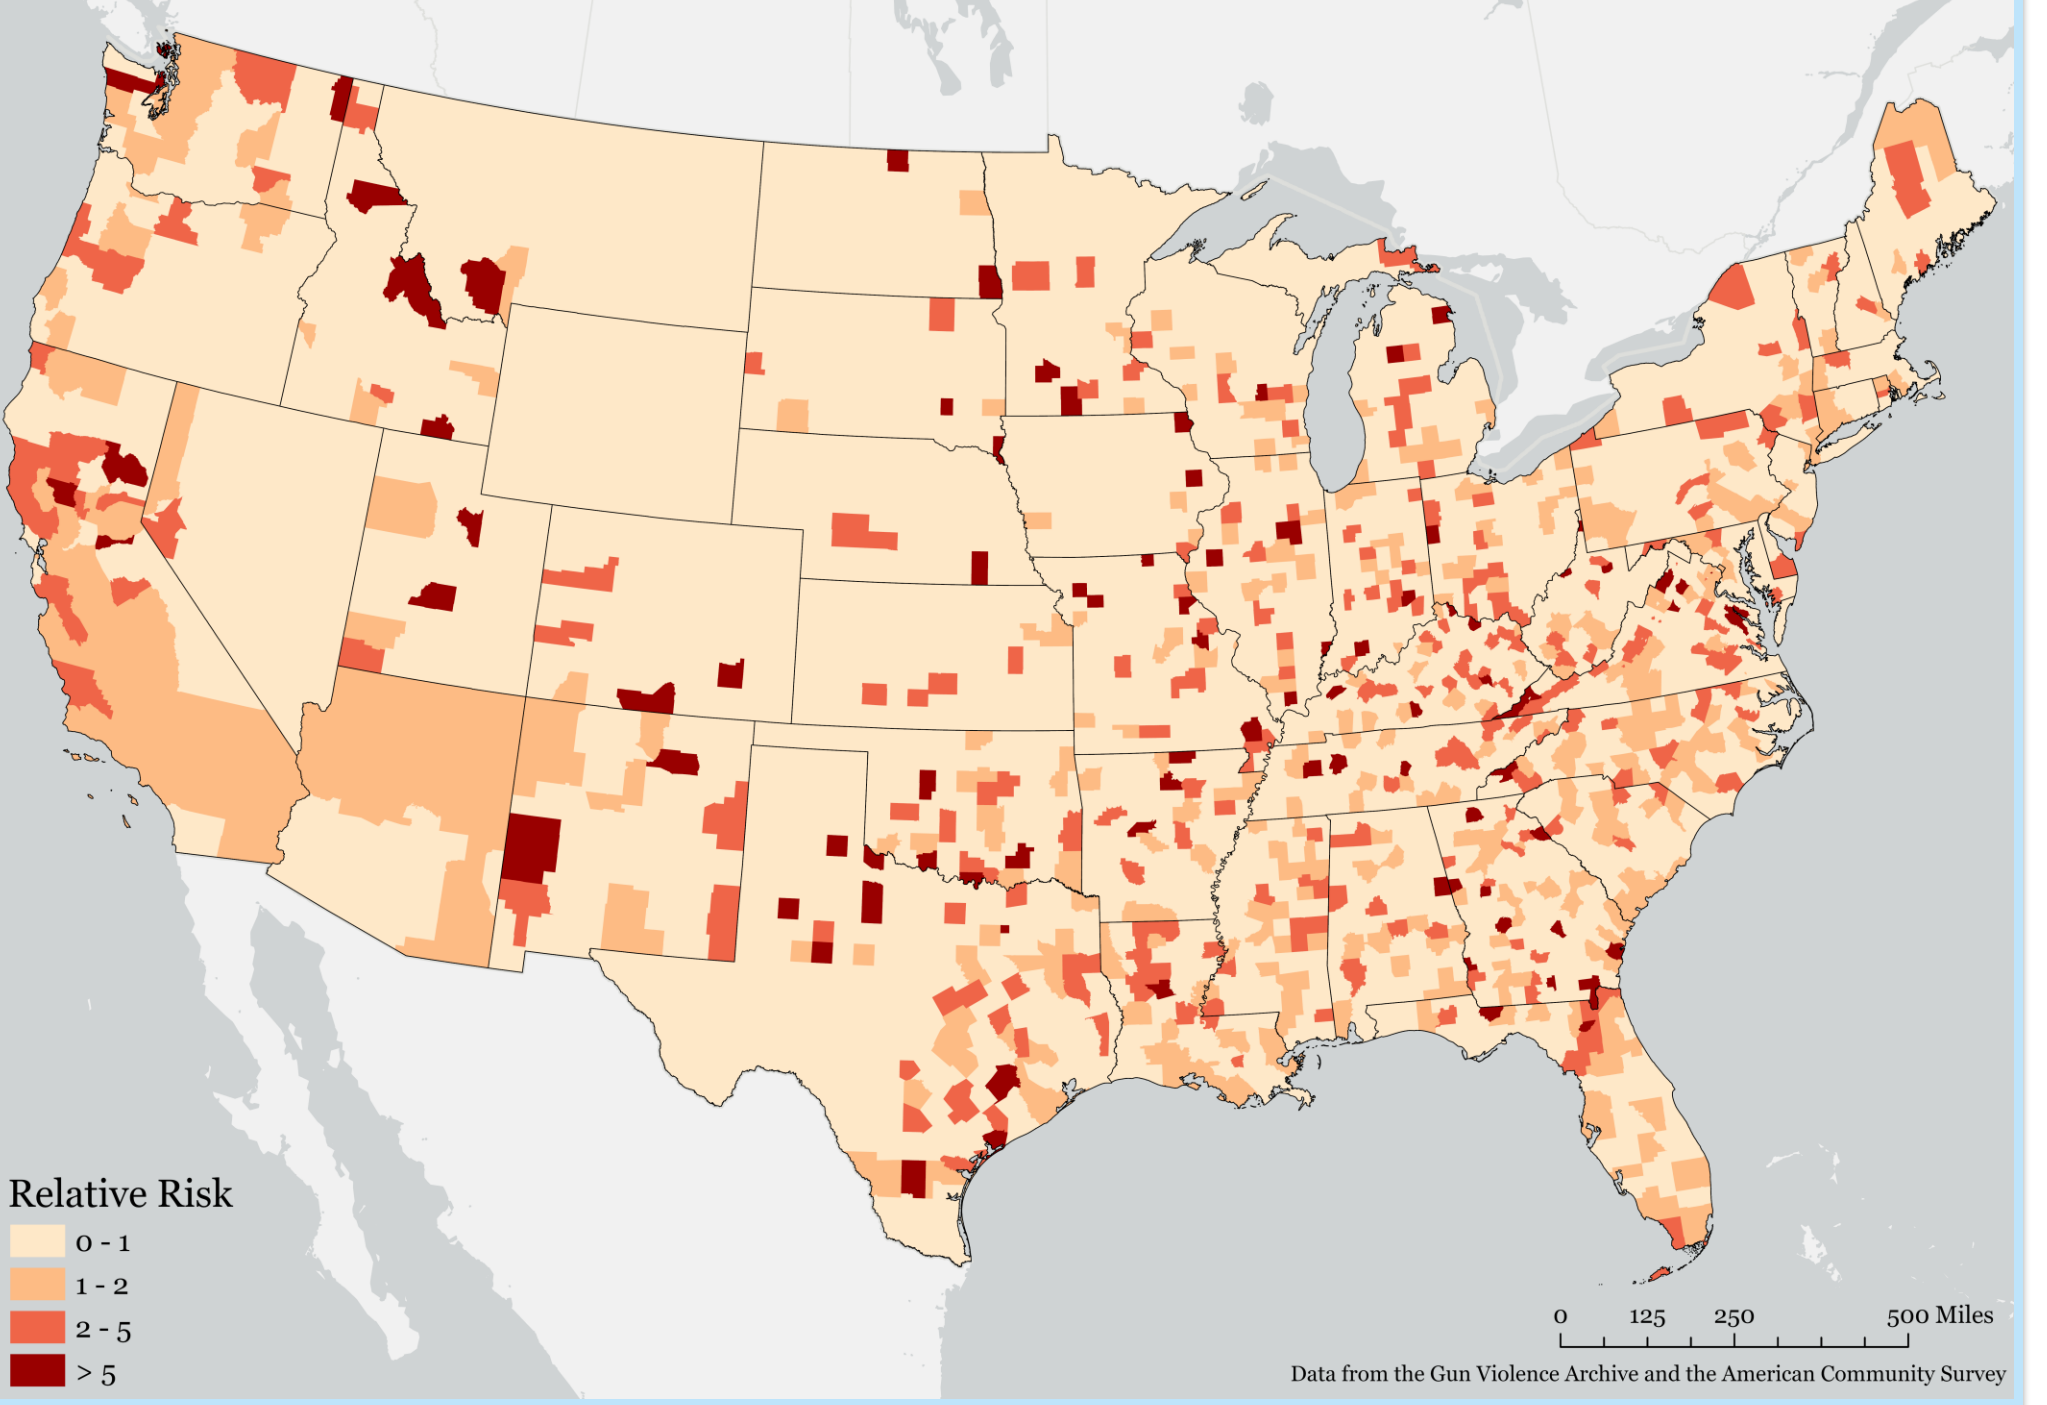 Relative Risk
0 - 1
1 - 2
2 - 5
> 5
0 125 250 500 Miles
Data from the Gun Violence Archive and the American Community Survey